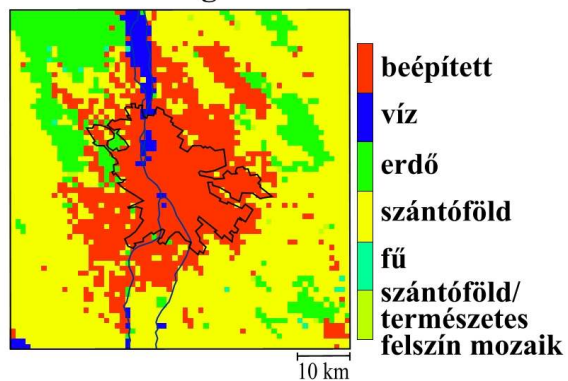 beépített
víz
erdő
szántóföld
fű
szántóföld/
természetes
felszín mozaik
10 km